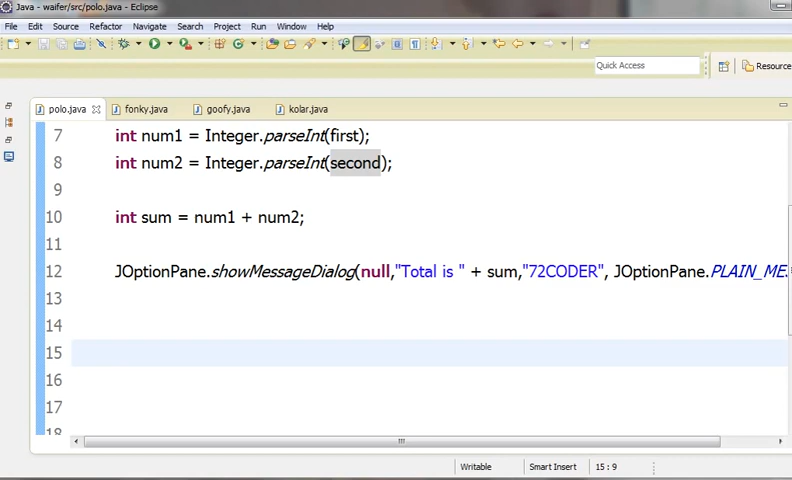 Java - waifer/src/polo.java - Eclipse
File Edit Source Refactor Navigate Search Project Run Window Help
Quick Access Resource
polo.java fonky.java goofy.java kolar.java
7 int num1 = Integer.parseInt(first);
8 int num2 = Integer.parseInt(second);
9
10 int sum = num1 + num2;
11
12 JOptionPane.showMessageDialog(null,"Total is " + sum,"72CODER", JOptionPane.PLAIN_ME
13
14
15
16
17
18
Writable Smart Insert 15 : 9